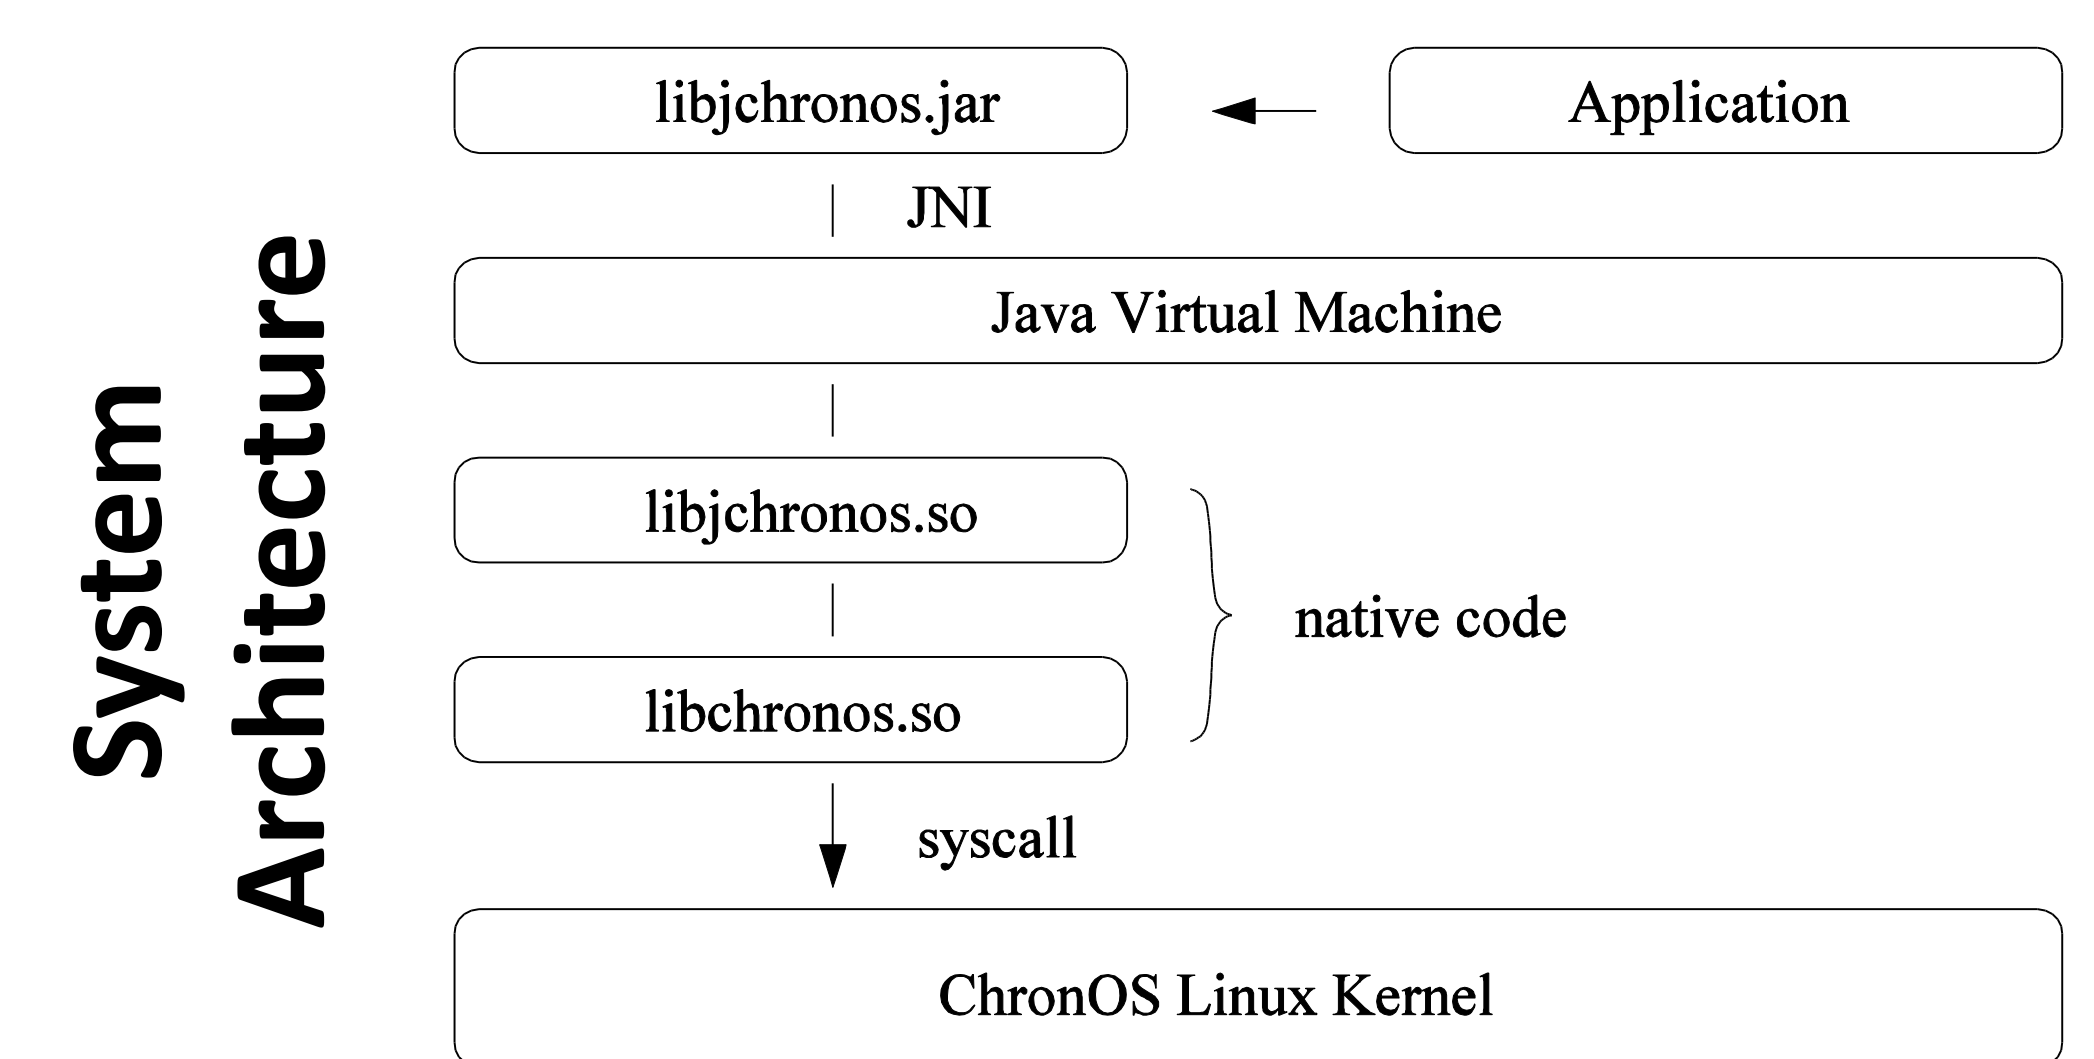 System
Architecture
libjchronos.jar
Application
JNI
Java Virtual Machine
libjchronos.so
native code
libchronos.so
syscall
ChronOS Linux Kernel